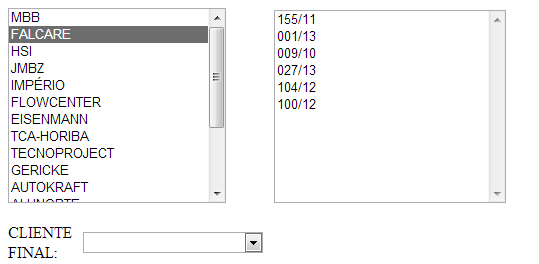 MBB
FALCARE
HSI
JMBZ
IMPÉRIO
FLOWCENTER
EISENMANN
TCA-HORIBA
TECNOPROJECT
GERICKE
AUTOKRAFT
ALUNORTE
155/11
001/13
009/10
027/13
104/12
100/12
CLIENTE
FINAL: